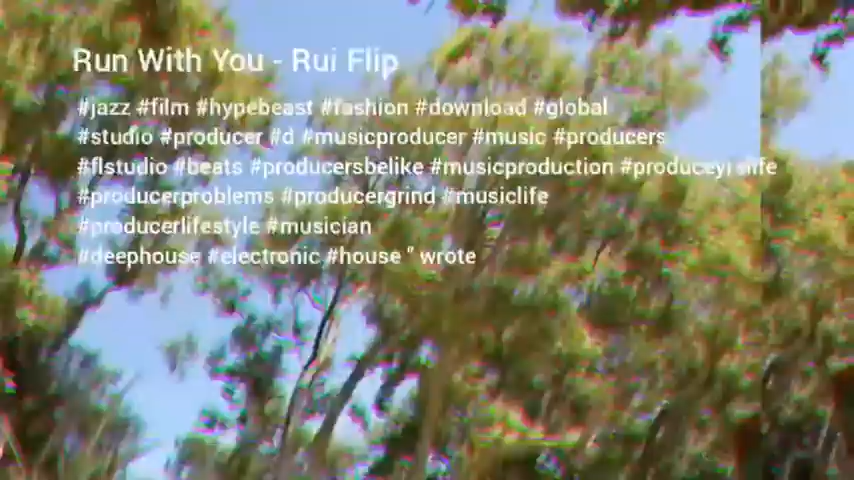 Run With You - Rui Flip
#jazz #film #hypebeast #fashion #download #global
#studio #producer #d #musicproducer #music #producers
#flstudio #beats #producersbelike #musicproduction
#producerproblems #producergrind #musiclife
#producerlifestyle #musician
#deephouse #electronic #house " wrote